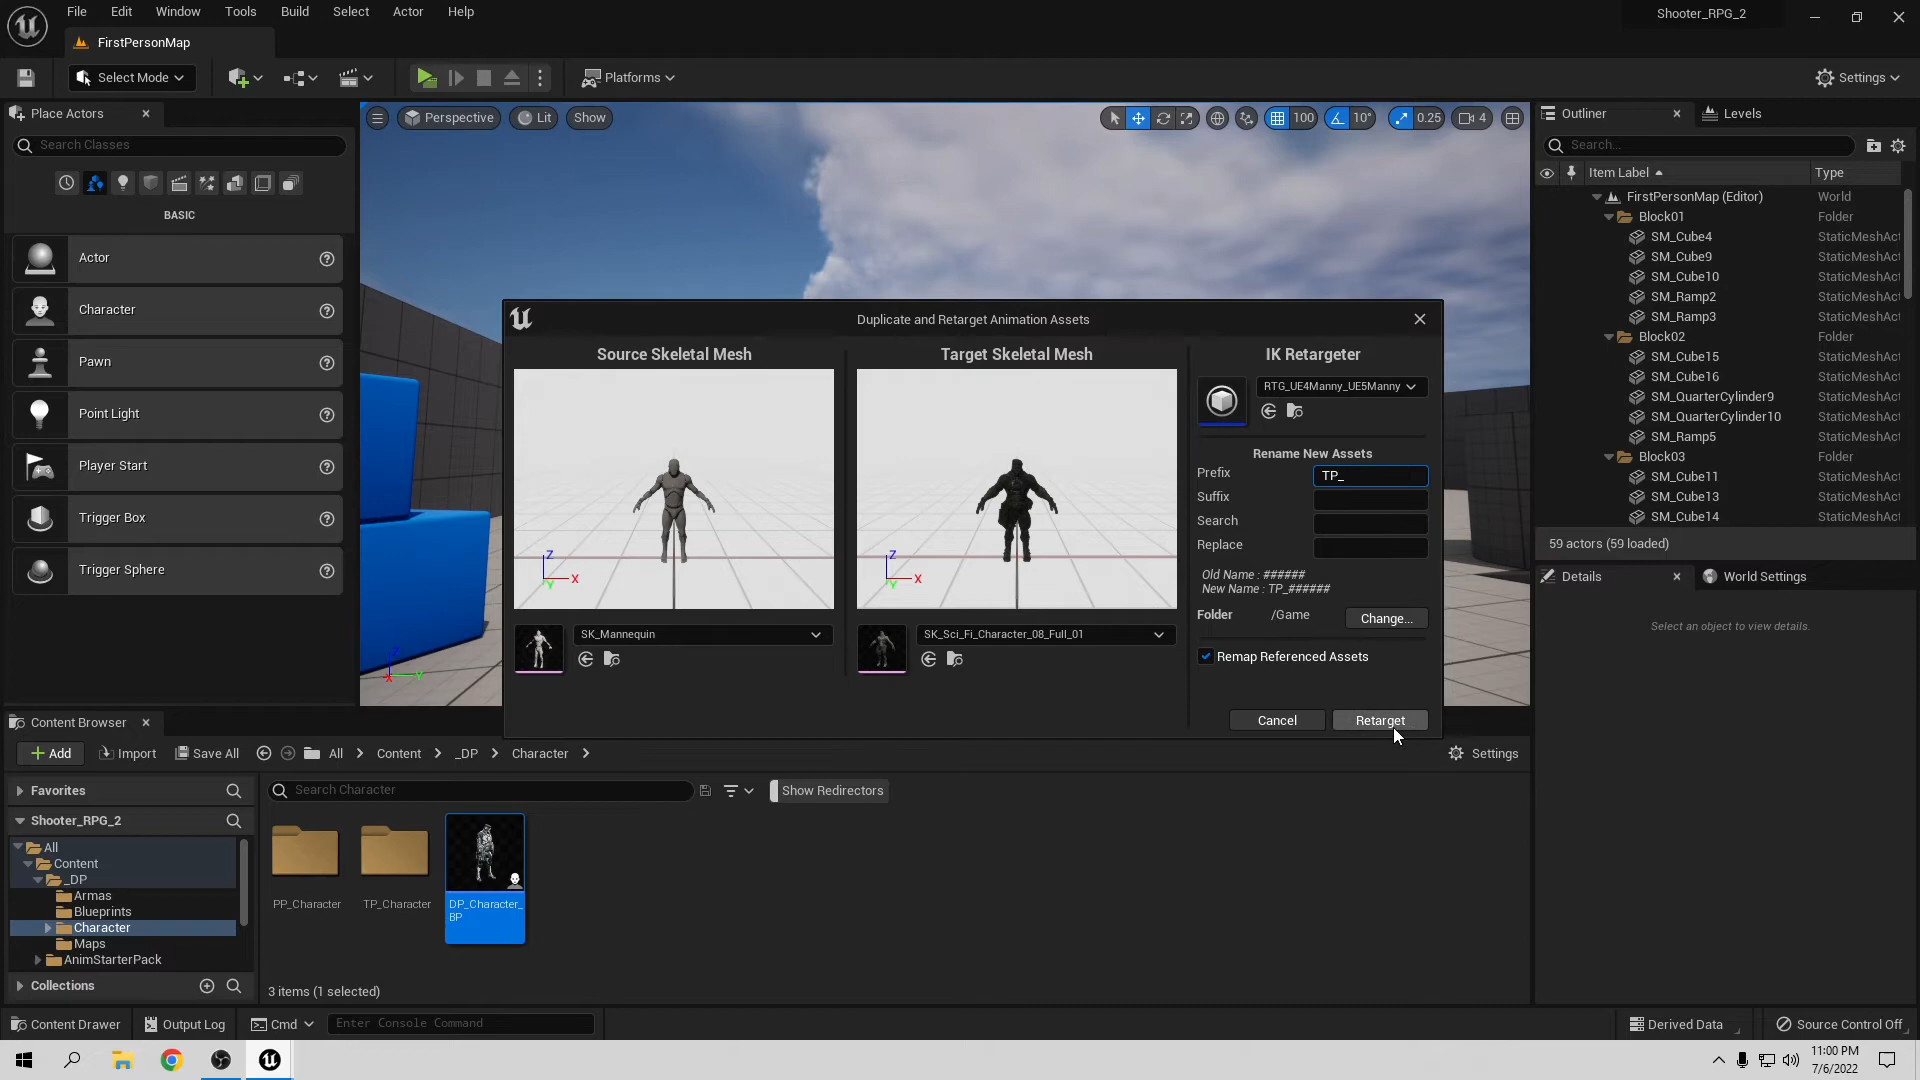 File Edit Window Tools Build Select Actor Help
Shooter_RPG_2
FirstPersonMap
Select Mode
Platforms
Settings
Place Actors
Search Classes
BASIC
Actor
Character
Pawn
Point Light
Player Start
Trigger Box
Trigger Sphere
Perspective Lit Show
100 10° 0.25 4
Z
X
Y
Duplicate and Retarget Animation Assets
Source Skeletal Mesh
Z
X
Y
SK_Mannequin
Target Skeletal Mesh
Z
X
Y
SK_Sci_Fi_Character_08_Full_01
IK Retargeter
RTG_UE4Manny_UE5Manny
Rename New Assets
Prefix TP_
Suffix
Search
Replace
Old Name : ######
New Name : TP_######
Folder /Game Change...
Remap Referenced Assets
Cancel Retarget
Outliner Levels
Search...
Item Label Type
FirstPersonMap (Editor) World
Block01 Folder
SM_Cube4 StaticMeshAct
SM_Cube9 StaticMeshAct
SM_Cube10 StaticMeshAct
SM_Ramp2 StaticMeshAct
SM_Ramp3 StaticMeshAct
Block02 Folder
SM_Cube15 StaticMeshAct
SM_Cube16 StaticMeshAct
SM_QuarterCylinder9 StaticMeshAct
SM_QuarterCylinder10 StaticMeshAct
SM_Ramp5 StaticMeshAct
Block03 Folder
SM_Cube11 StaticMeshAct
SM_Cube13 StaticMeshAct
SM_Cube14 StaticMeshAct
59 actors (59 loaded)
Details World Settings
Select an object to view details.
Content Browser
Add Import Save All All Content _DP Character Settings
Favorites
Shooter_RPG_2
All
Content
_DP
Armas
Blueprints
Character
Maps
AnimStarterPack
Collections
Search Character Show Redirectors
PP_Character TP_Character DP_Character_
BP
3 items (1 selected)
Content Drawer Output Log Cmd Enter Console Command Derived Data Source Control Off
11:00 PM
7/6/2022